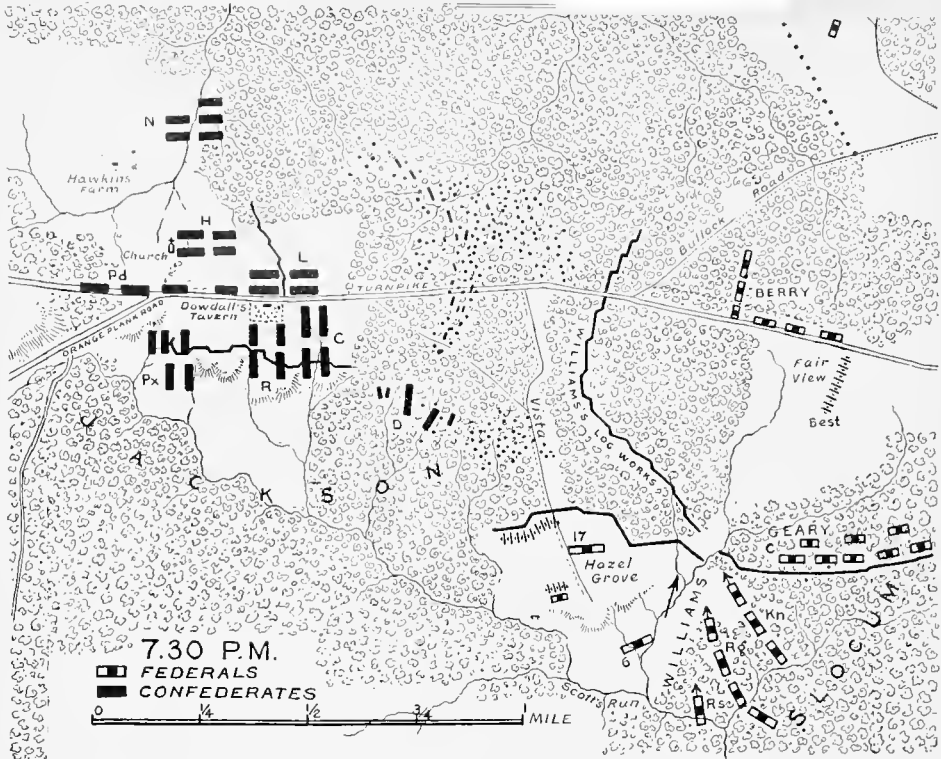 N
Hawkins
Farm
H
Church
L
Pd
TURNPIKE
Bullock Road
BERRY
ORANGE PLANK ROAD
Dowdall's
Tavern
C
K
Px
R
D
Vista
WILLIAMS'S LOG WORKS
Fair
View
Best
JACKSON
17
Hazel
Grove
GEARY
C
Kn
WILLIAMS
Rg
Rs
SLOCUM
6
Scott's Run
7.30 P.M.
FEDERALS
CONFEDERATES
0 1/4 1/2 3/4 MILE